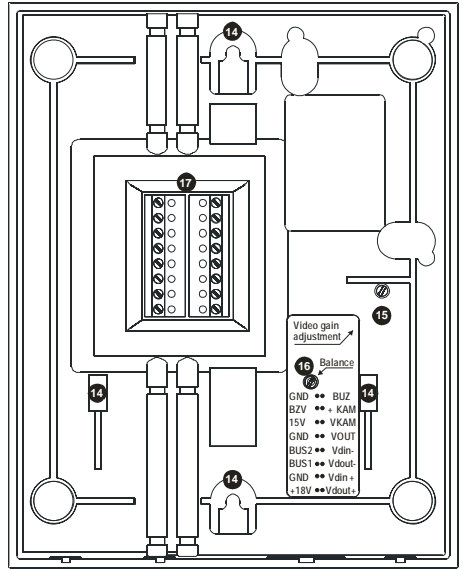 14
17
15
Video gain
adjustment
16
Balance
14
14
GND •• BUZ
BZV •• + KAM
15V •• VKAM
GND •• VOUT
BUS2 •• Vdin-
BUS1 •• Vdout-
GND •• Vdin +
+18V •• Vdout+
14